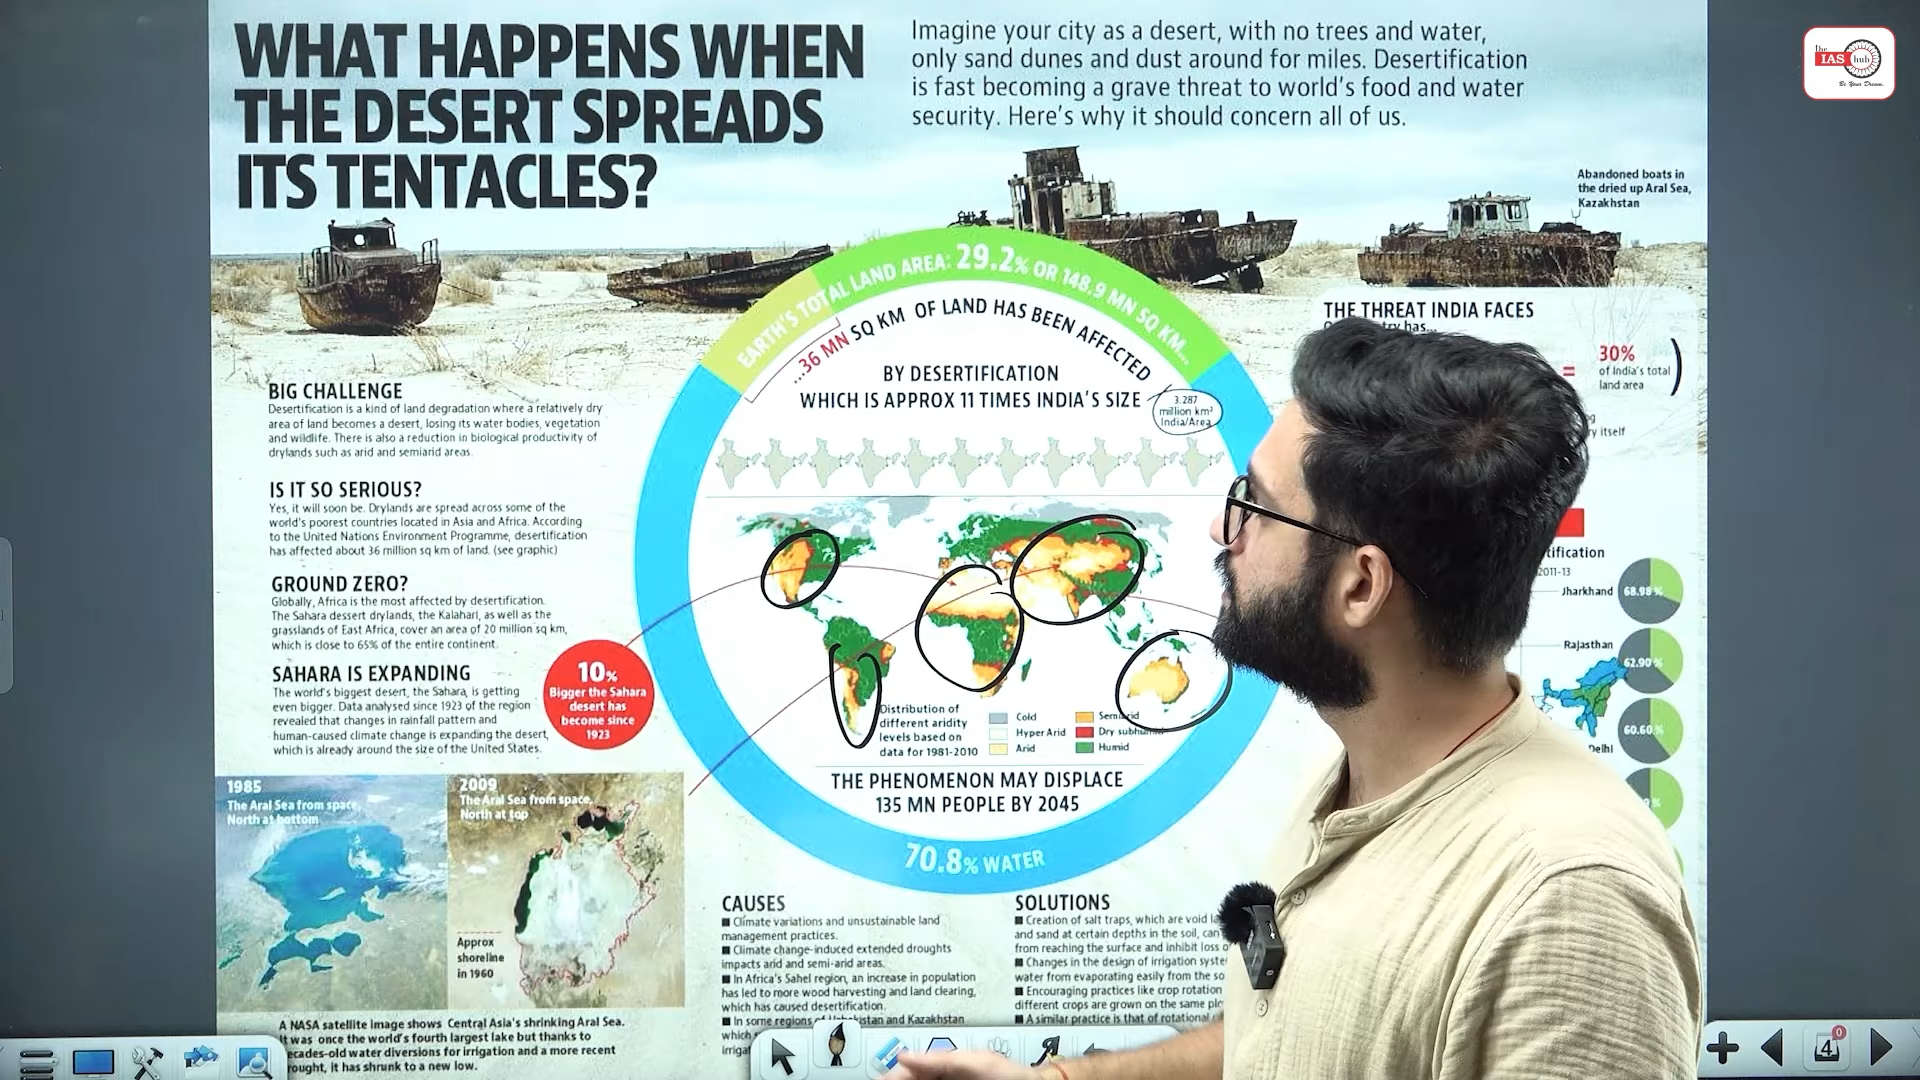 WHAT HAPPENS WHEN
THE DESERT SPREADS
ITS TENTACLES?
Imagine your city as a desert, with no trees and water,
only sand dunes and dust around for miles. Desertification
is fast becoming a grave threat to world's food and water
security. Here's why it should concern all of us.
the
IAS hub
Be Your Dream.
Abandoned boats in
the dried up Aral Sea,
Kazakhstan
EARTH'S TOTAL LAND AREA: 29.2% OR 148.9 MN SQ KM...
...36 MN SQ KM OF LAND HAS BEEN AFFECTED
BY DESERTIFICATION
WHICH IS APPROX 11 TIMES INDIA'S SIZE
3.287
million km²
India/Area
BIG CHALLENGE
Desertification is a kind of land degradation where a relatively dry
area of land becomes a desert, losing its water bodies, vegetation
and wildlife. There is also a reduction in biological productivity of
drylands such as arid and semiarid areas.
IS IT SO SERIOUS?
Yes, it will soon be. Drylands are spread across some of the
world's poorest countries located in Asia and Africa. According
to the United Nations Environment Programme, desertification
has affected about 36 million sq km of land. (see graphic)
GROUND ZERO?
Globally, Africa is the most affected by desertification.
The Sahara dessert drylands, the Kalahari, as well as the
grasslands of East Africa, cover an area of 20 million sq km,
which is close to 65% of the entire continent.
SAHARA IS EXPANDING
The world's biggest desert, the Sahara, is getting
even bigger. Data analysed since 1923 of the region
revealed that changes in rainfall pattern and
human-caused climate change is expanding the desert,
which is already around the size of the United States.
10%
Bigger the Sahara
desert has
become since
1923
Distribution of
different aridity
levels based on
data for 1981-2010
Cold
Hyper Arid
Arid
Semiarid
Dry subhum
Humid
THE PHENOMENON MAY DISPLACE
135 MN PEOPLE BY 2045
70.8% WATER
1985
The Aral Sea from space,
North at bottom
2009
The Aral Sea from space,
North at top
Approx
shoreline
in 1960
A NASA satellite image shows Central Asia's shrinking Aral Sea.
It was once the world's fourth largest lake but thanks to
ecades-old water diversions for irrigation and a more recent
rought, it has shrunk to a new low.
CAUSES
■ Climate variations and unsustainable land
management practices.
■ Climate change-induced extended droughts
impacts arid and semi-arid areas.
■ In Africa's Sahel region, an increase in population
has led to more wood harvesting and land clearing,
which has caused desertification.
■ In some regions of Uzbekistan and Kazakhstan
which
irrigat
SOLUTIONS
■ Creation of salt traps, which are void la
and sand at certain depths in the soil, can
from reaching the surface and inhibit loss o
■ Changes in the design of irrigation syste
water from evaporating easily from the so
■ Encouraging practices like crop rotation
different crops are grown on the same plo
■ A similar practice is that of rotational
THE THREAT INDIA FACES
try has...
= 30%
of India's total
land area
ry itself
tification
2011-13
Jharkhand 68.98%
Rajasthan
62.90%
60.60%
Delhi
4
0